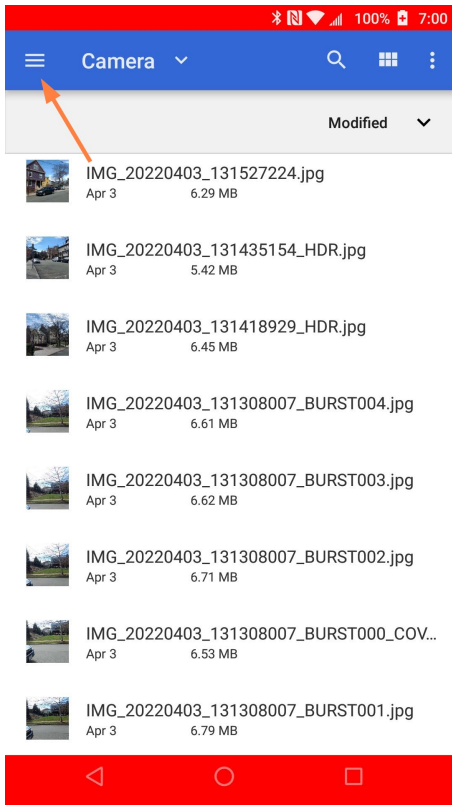 100% 7:00
Camera
Modified
IMG_20220403_131527224.jpg
Apr 3 6.29 MB
IMG_20220403_131435154_HDR.jpg
Apr 3 5.42 MB
IMG_20220403_131418929_HDR.jpg
Apr 3 6.45 MB
IMG_20220403_131308007_BURST004.jpg
Apr 3 6.61 MB
IMG_20220403_131308007_BURST003.jpg
Apr 3 6.62 MB
IMG_20220403_131308007_BURST002.jpg
Apr 3 6.71 MB
IMG_20220403_131308007_BURST000_COV...
Apr 3 6.53 MB
IMG_20220403_131308007_BURST001.jpg
Apr 3 6.79 MB